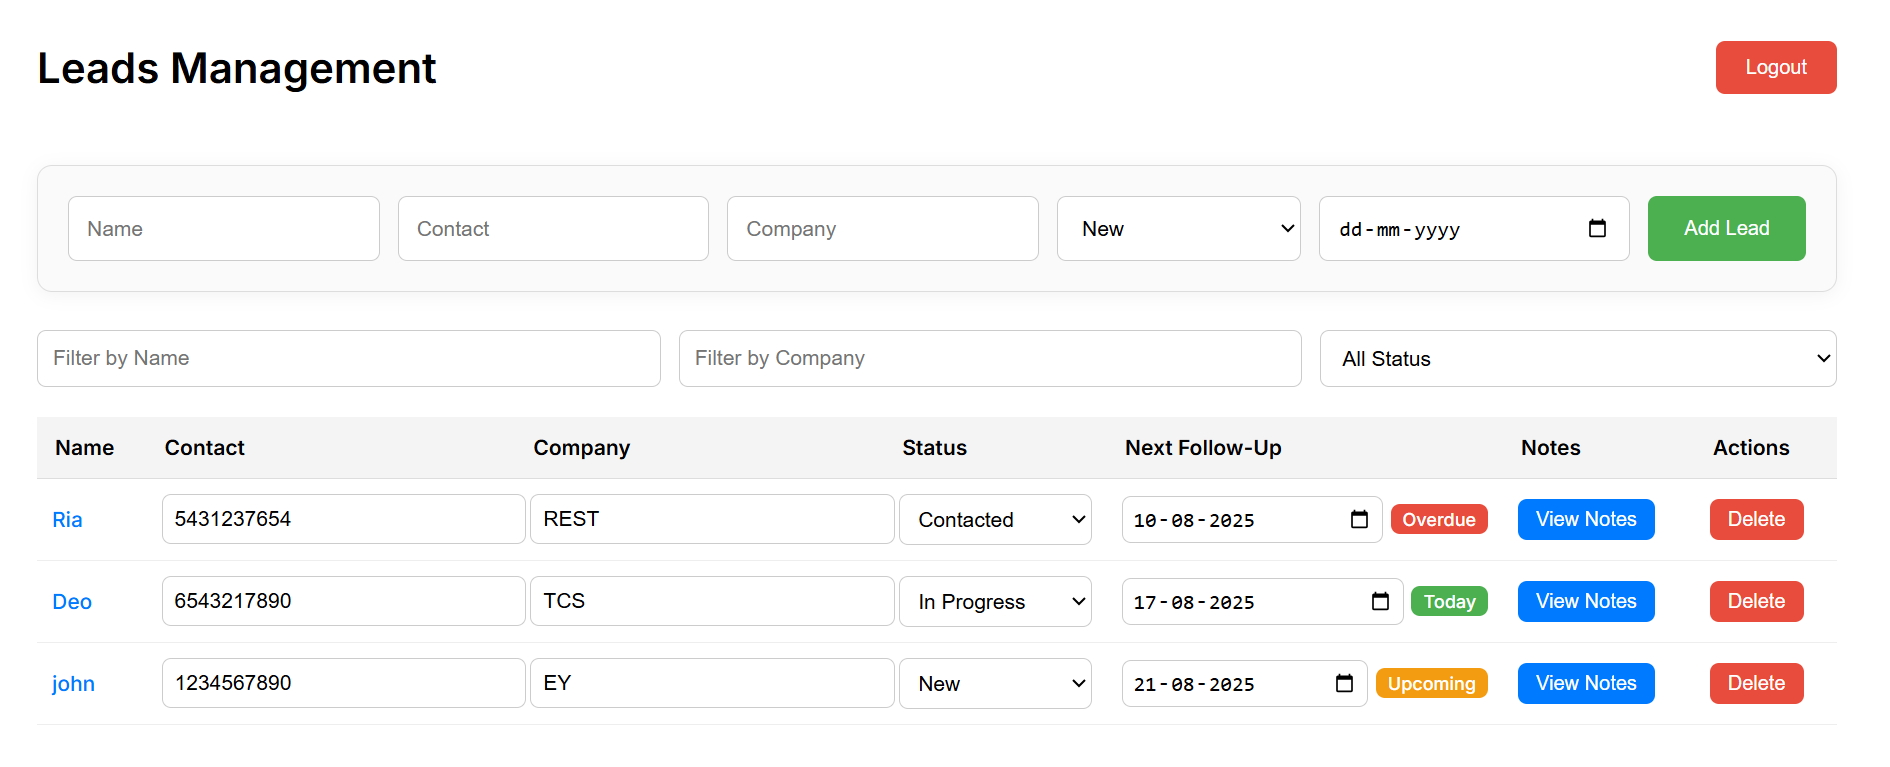 Leads Management
Logout
Name Contact Company New dd-mm-yyyy Add Lead
Filter by Name Filter by Company All Status
Name Contact Company Status Next Follow-Up Notes Actions
Ria 5431237654 REST Contacted 10-08-2025 Overdue View Notes Delete
Deo 6543217890 TCS In Progress 17-08-2025 Today View Notes Delete
john 1234567890 EY New 21-08-2025 Upcoming View Notes Delete